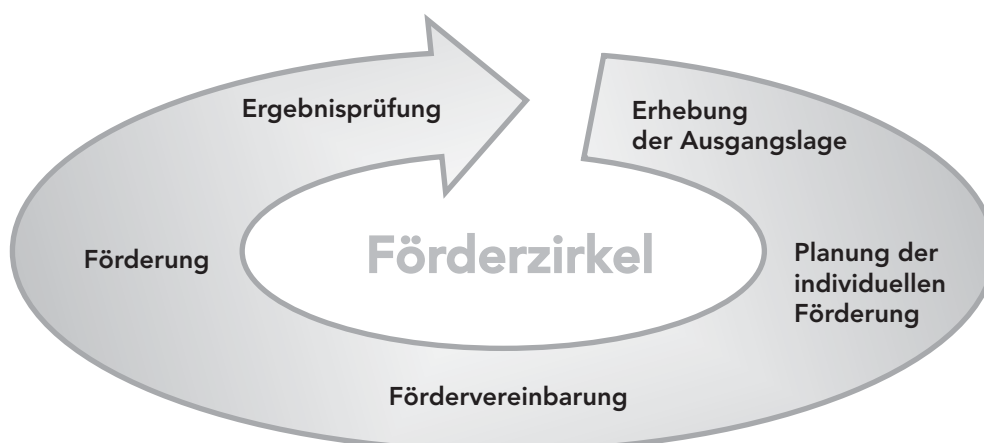 Förderzirkel
Erhebung
der Ausgangslage
Planung der
individuellen
Förderung
Fördervereinbarung
Förderung
Ergebnisprüfung